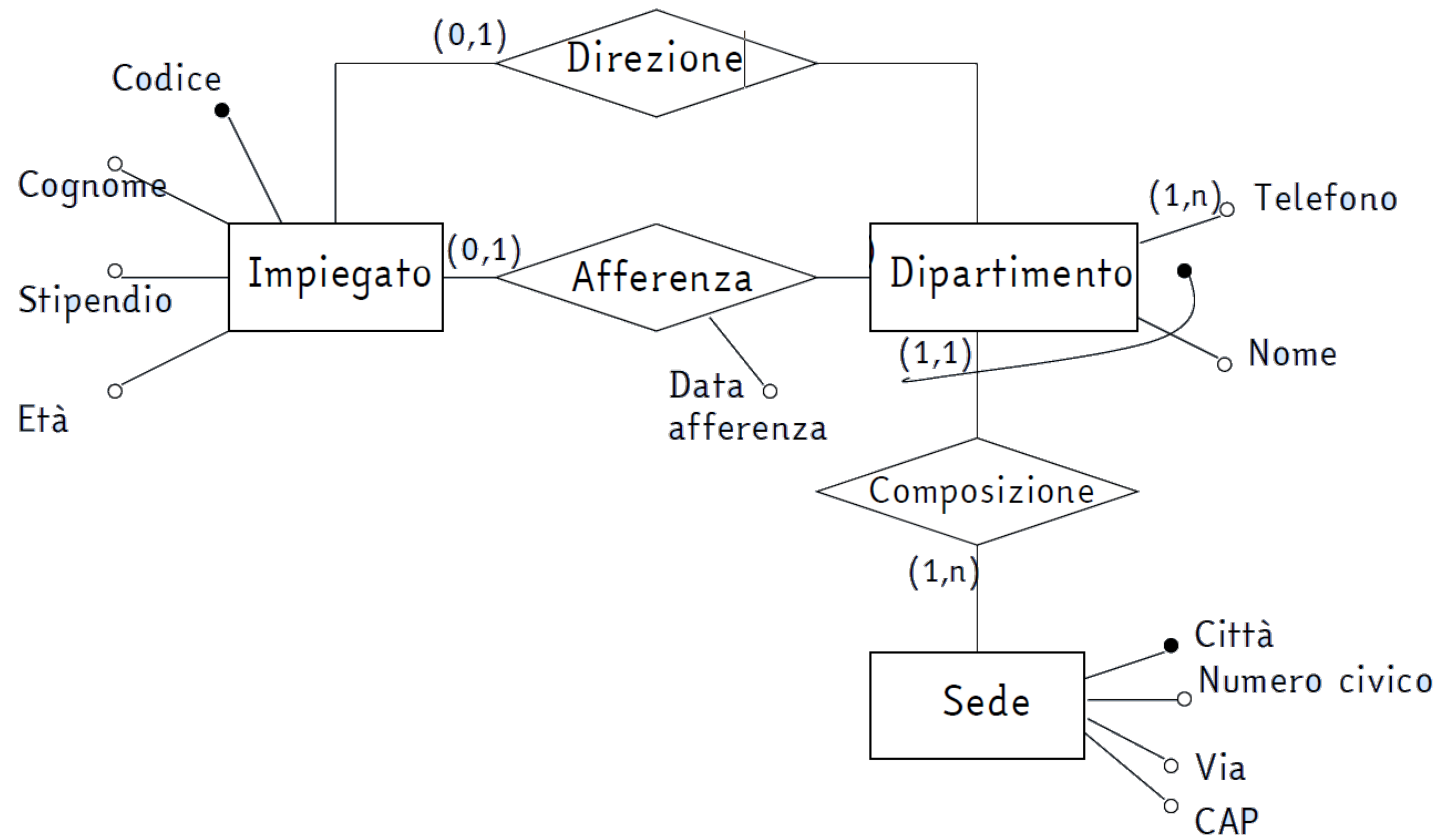 (0,1)
Direzione
Codice
Cognome
(1,n)
Telefono
(0,1)
Impiegato
Afferenza
)
Dipartimento
Stipendio
(1,1)
Nome
Data
afferenza
Età
Composizione
(1,n)
Città
Numero civico
Sede
Via
CAP